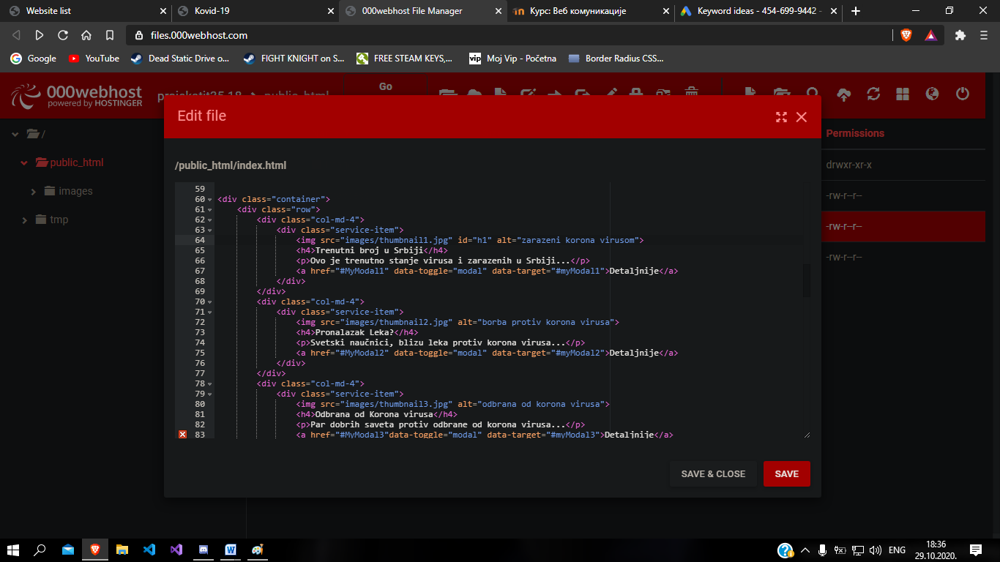 Website list
Kovid-19
000webhost File Manager
Курс: Веб комуникације
Keyword ideas - 454-699-9442 -
files.000webhost.com
Google
YouTube
Dead Static Drive o...
FIGHT KNIGHT on S...
FREE STEAM KEYS,...
vip Moj Vip - Početna
Border Radius CSS...
000webhost
powered by HOSTINGER
public_html
Go
Edit file
/
public_html
images
tmp
Permissions
drwxr-xr-x
-rw-r--r--
-rw-r--r--
-rw-r--r--
/public_html/index.html
59
60 <div class="container">
61 <div class="row">
62 <div class="col-md-4">
63 <div class="service-item">
64 <img src="images/thumbnail1.jpg" id="h1" alt="zarazeni korona virusom">
65 <h4>Trenutni broj u Srbiji</h4>
66 <p>Ovo je trenutno stanje virusa i zarazenih u Srbiji...</p>
67 <a href="#MyModal1" data-toggle="modal" data-target="#myModal1">Detaljnije</a>
68 </div>
69 </div>
70 <div class="col-md-4">
71 <div class="service-item">
72 <img src="images/thumbnail2.jpg" alt="borba protiv korona virusa">
73 <h4>Pronalazak Leka?</h4>
74 <p>Svetski naučnici, blizu leka protiv korona virusa...</p>
75 <a href="#MyModal2" data-toggle="modal" data-target="#myModal2">Detaljnije</a>
76 </div>
77 </div>
78 <div class="col-md-4">
79 <div class="service-item">
80 <img src="images/thumbnail3.jpg" alt="odbrana od korona virusa">
81 <h4>Odbrana od Korona virusa</h4>
82 <p>Par dobrih saveta protiv odbrane od korona virusa...</p>
83 <a href="#MyModal3"data-toggle="modal" data-target="#myModal3">Detaljnije</a>
SAVE & CLOSE
SAVE
ENG
18:36
29.10.2020.